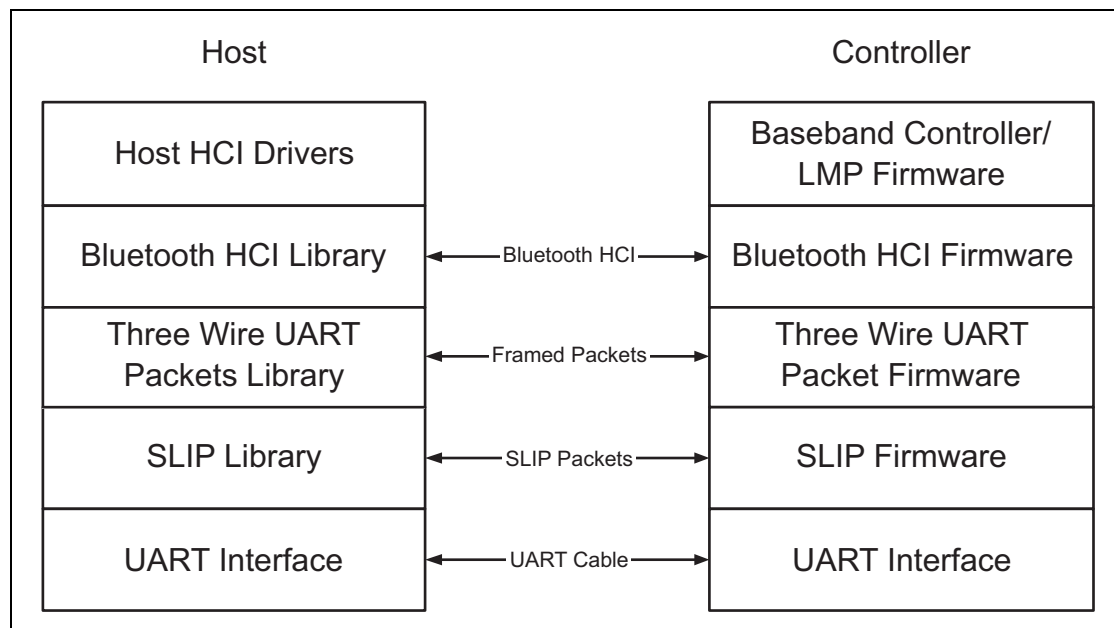 Host
Controller
Host HCI Drivers
Baseband Controller/
LMP Firmware
Bluetooth HCI Library
Bluetooth HCI
Bluetooth HCI Firmware
Three Wire UART
Packets Library
Framed Packets
Three Wire UART
Packet Firmware
SLIP Library
SLIP Packets
SLIP Firmware
UART Interface
UART Cable
UART Interface